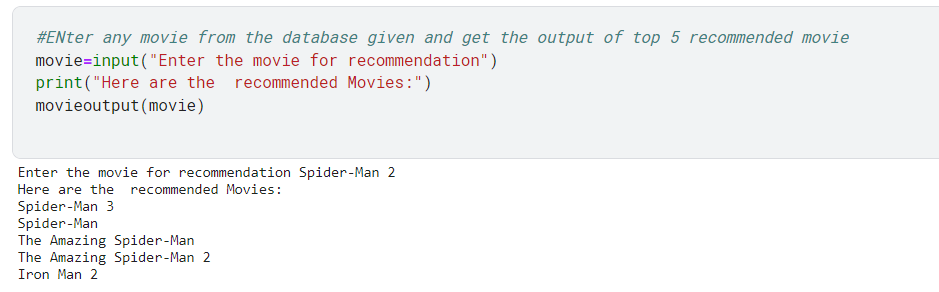 #ENter any movie from the database given and get the output of top 5 recommended movie
movie=input("Enter the movie for recommendation")
print("Here are the  recommended Movies:")
movieoutput(movie)
Enter the movie for recommendation Spider-Man 2
Here are the  recommended Movies:
Spider-Man 3
Spider-Man
The Amazing Spider-Man
The Amazing Spider-Man 2
Iron Man 2